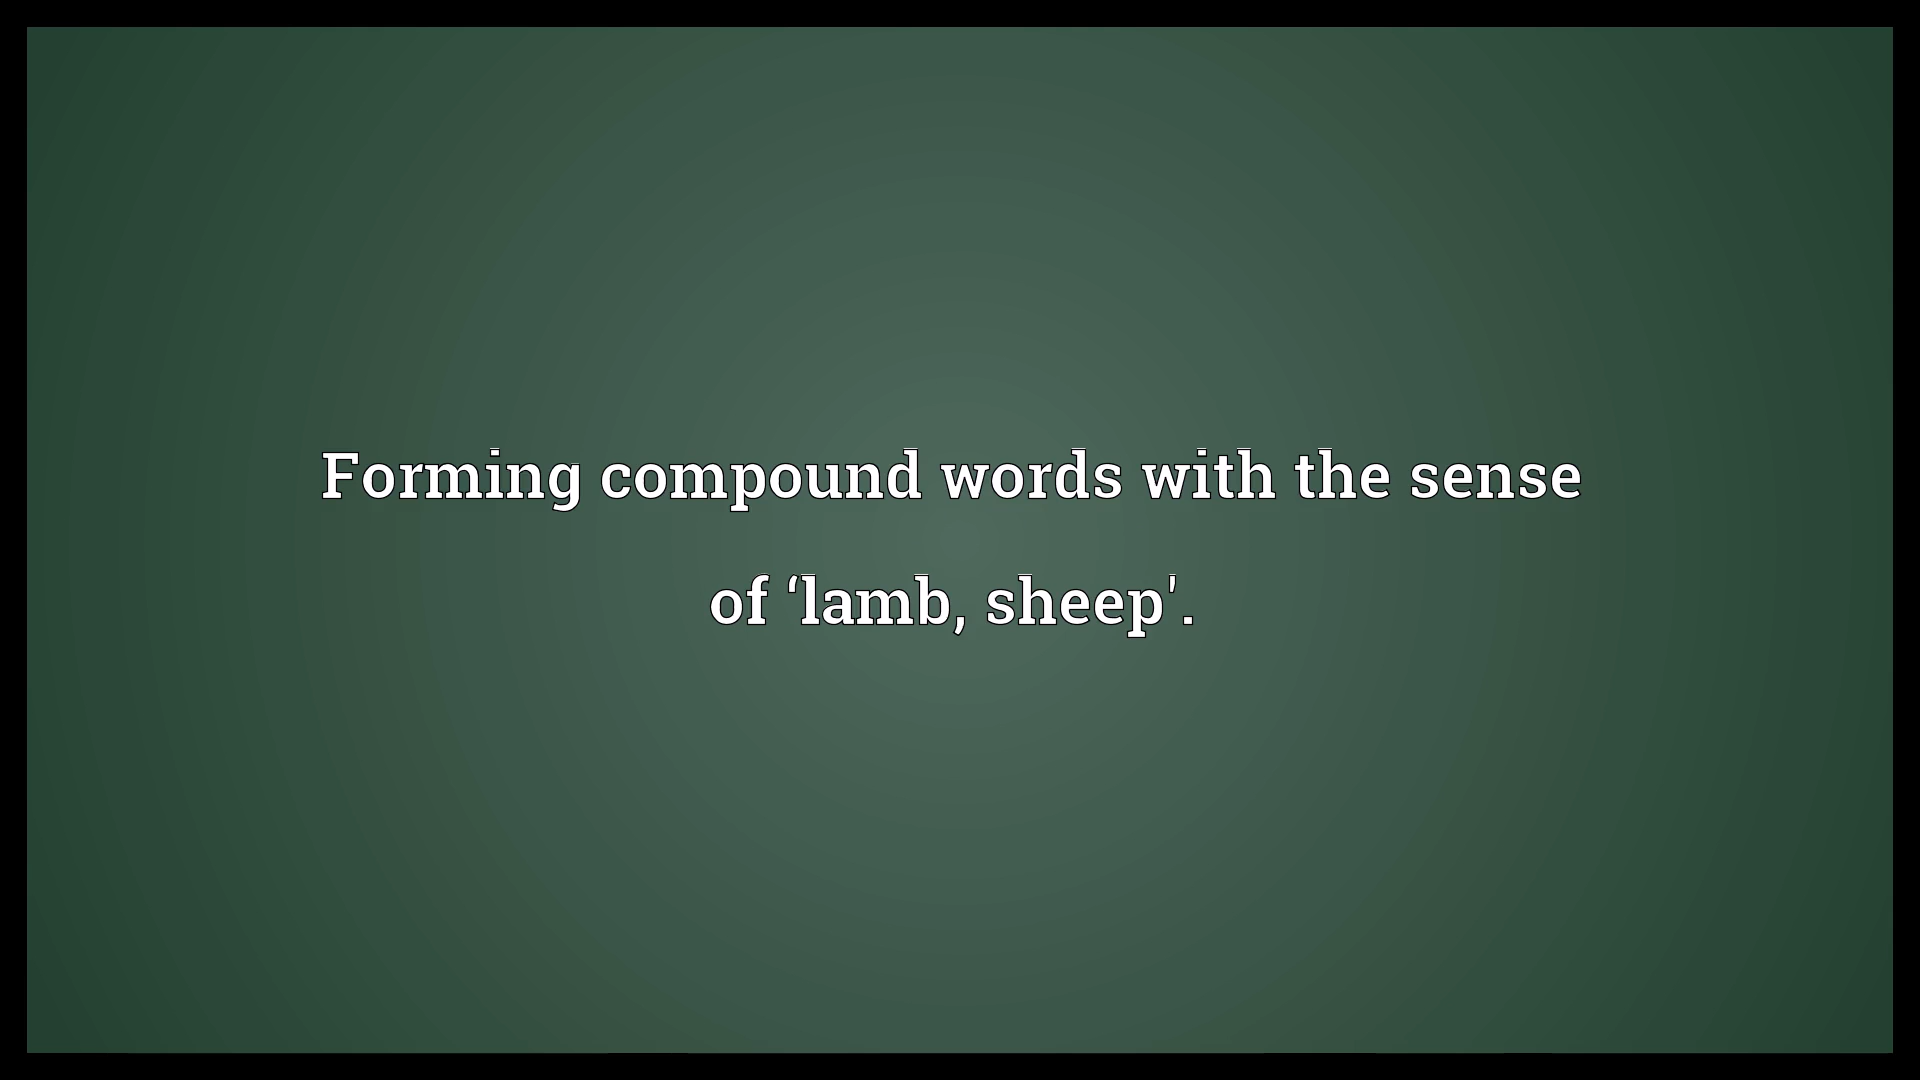 Forming compound words with the sense
of ‘lamb, sheep'.